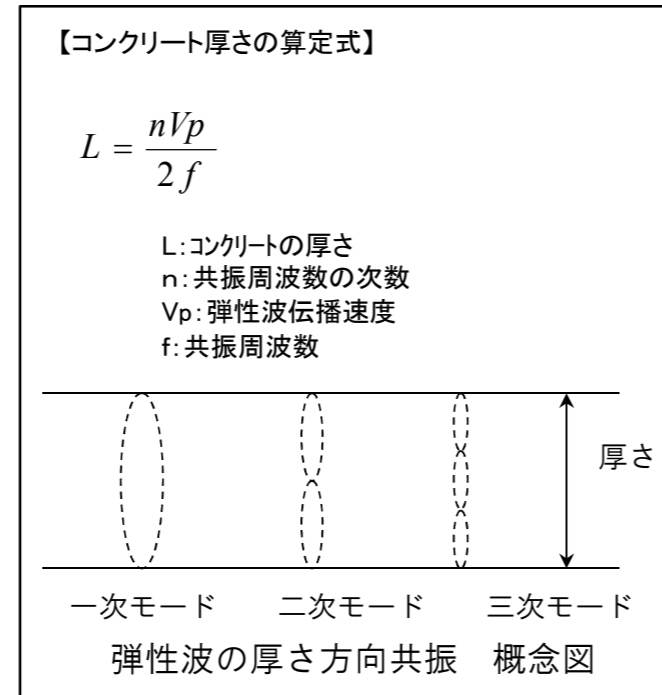 【コンクリート厚さの算定式】
L = nVp / 2f
L:コンクリートの厚さ
n:共振周波数の次数
Vp:弾性波伝播速度
f:共振周波数
厚さ
一次モード 二次モード 三次モード
弾性波の厚さ方向共振 概念図